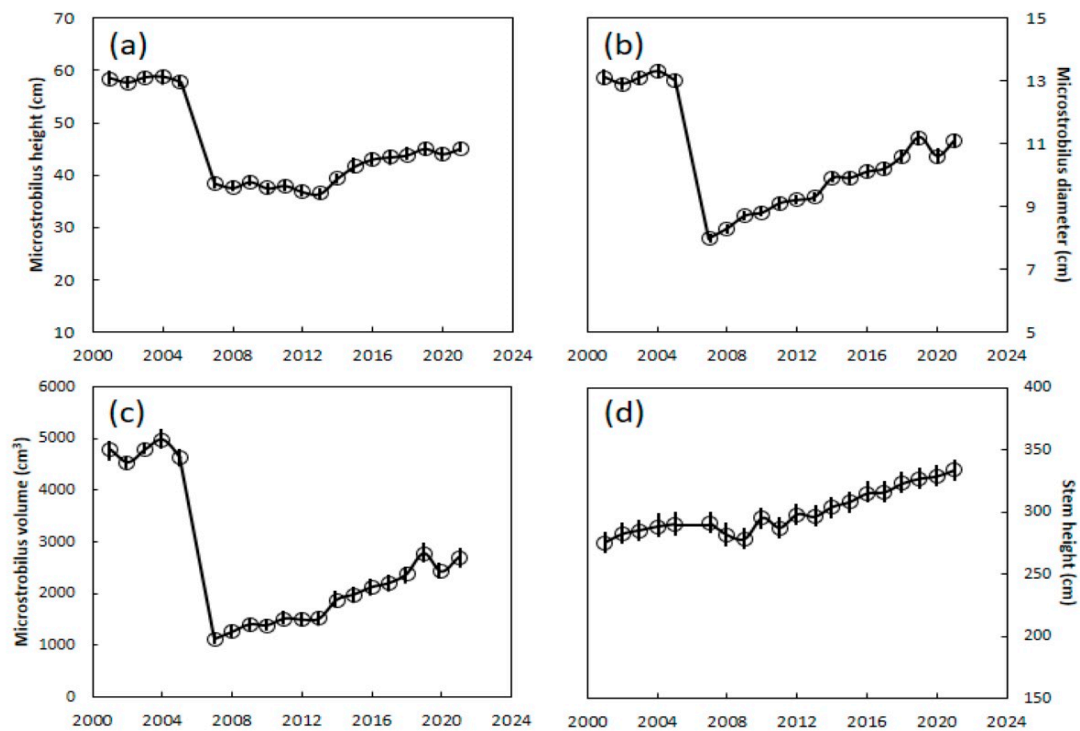 (a)
Microstrobilus height (cm)
70
60
50
40
30
20
10
2000 2004 2008 2012 2016 2020 2024
(b)
Microstrobilus diameter (cm)
15
13
11
9
7
5
2000 2004 2008 2012 2016 2020 2024
(c)
Microstrobilus volume (cm³)
6000
5000
4000
3000
2000
1000
0
2000 2004 2008 2012 2016 2020 2024
(d)
Stem height (cm)
400
350
300
250
200
150
2000 2004 2008 2012 2016 2020 2024